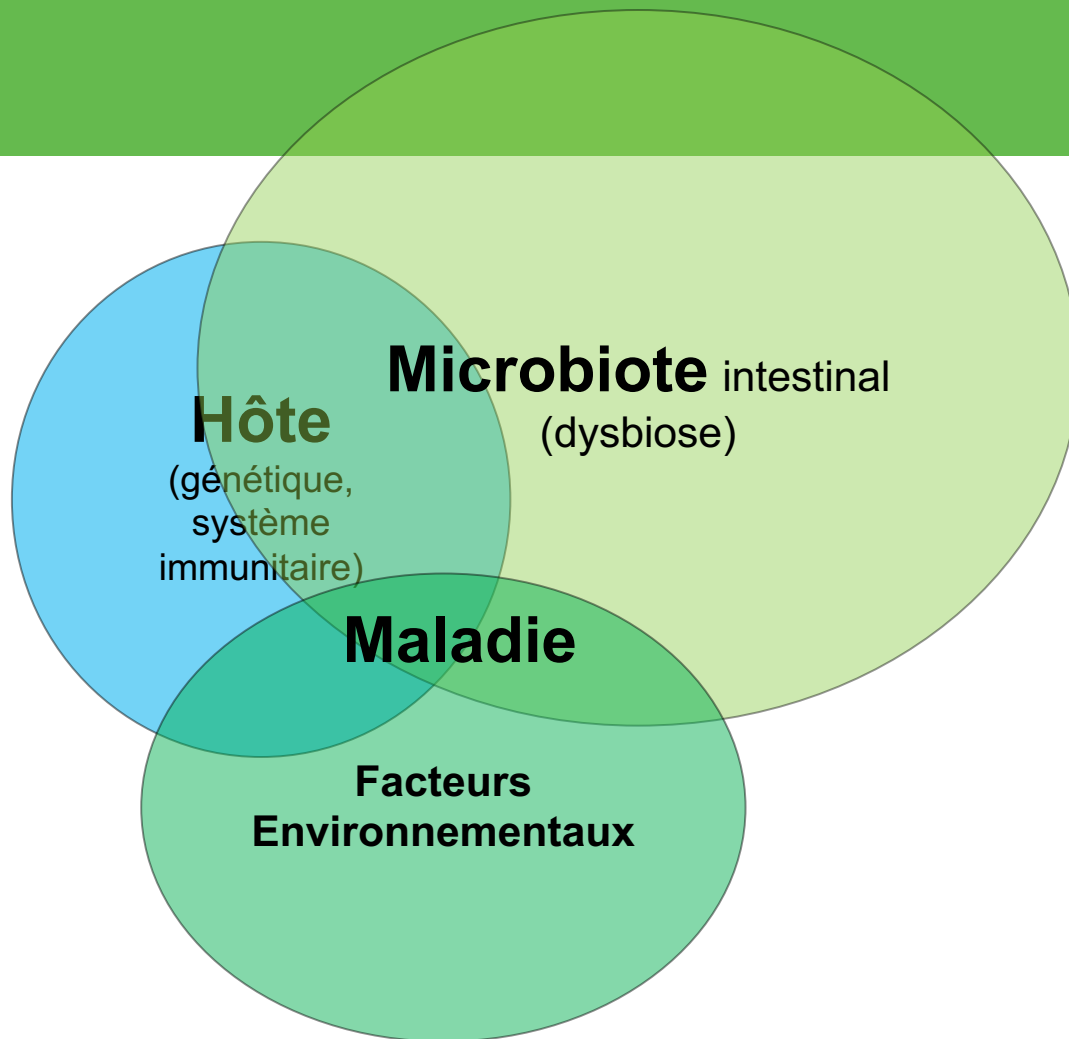 Microbiote intestinal
(dysbiose)
Hôte
(génétique,
système
immunitaire)
Maladie
Facteurs
Environnementaux